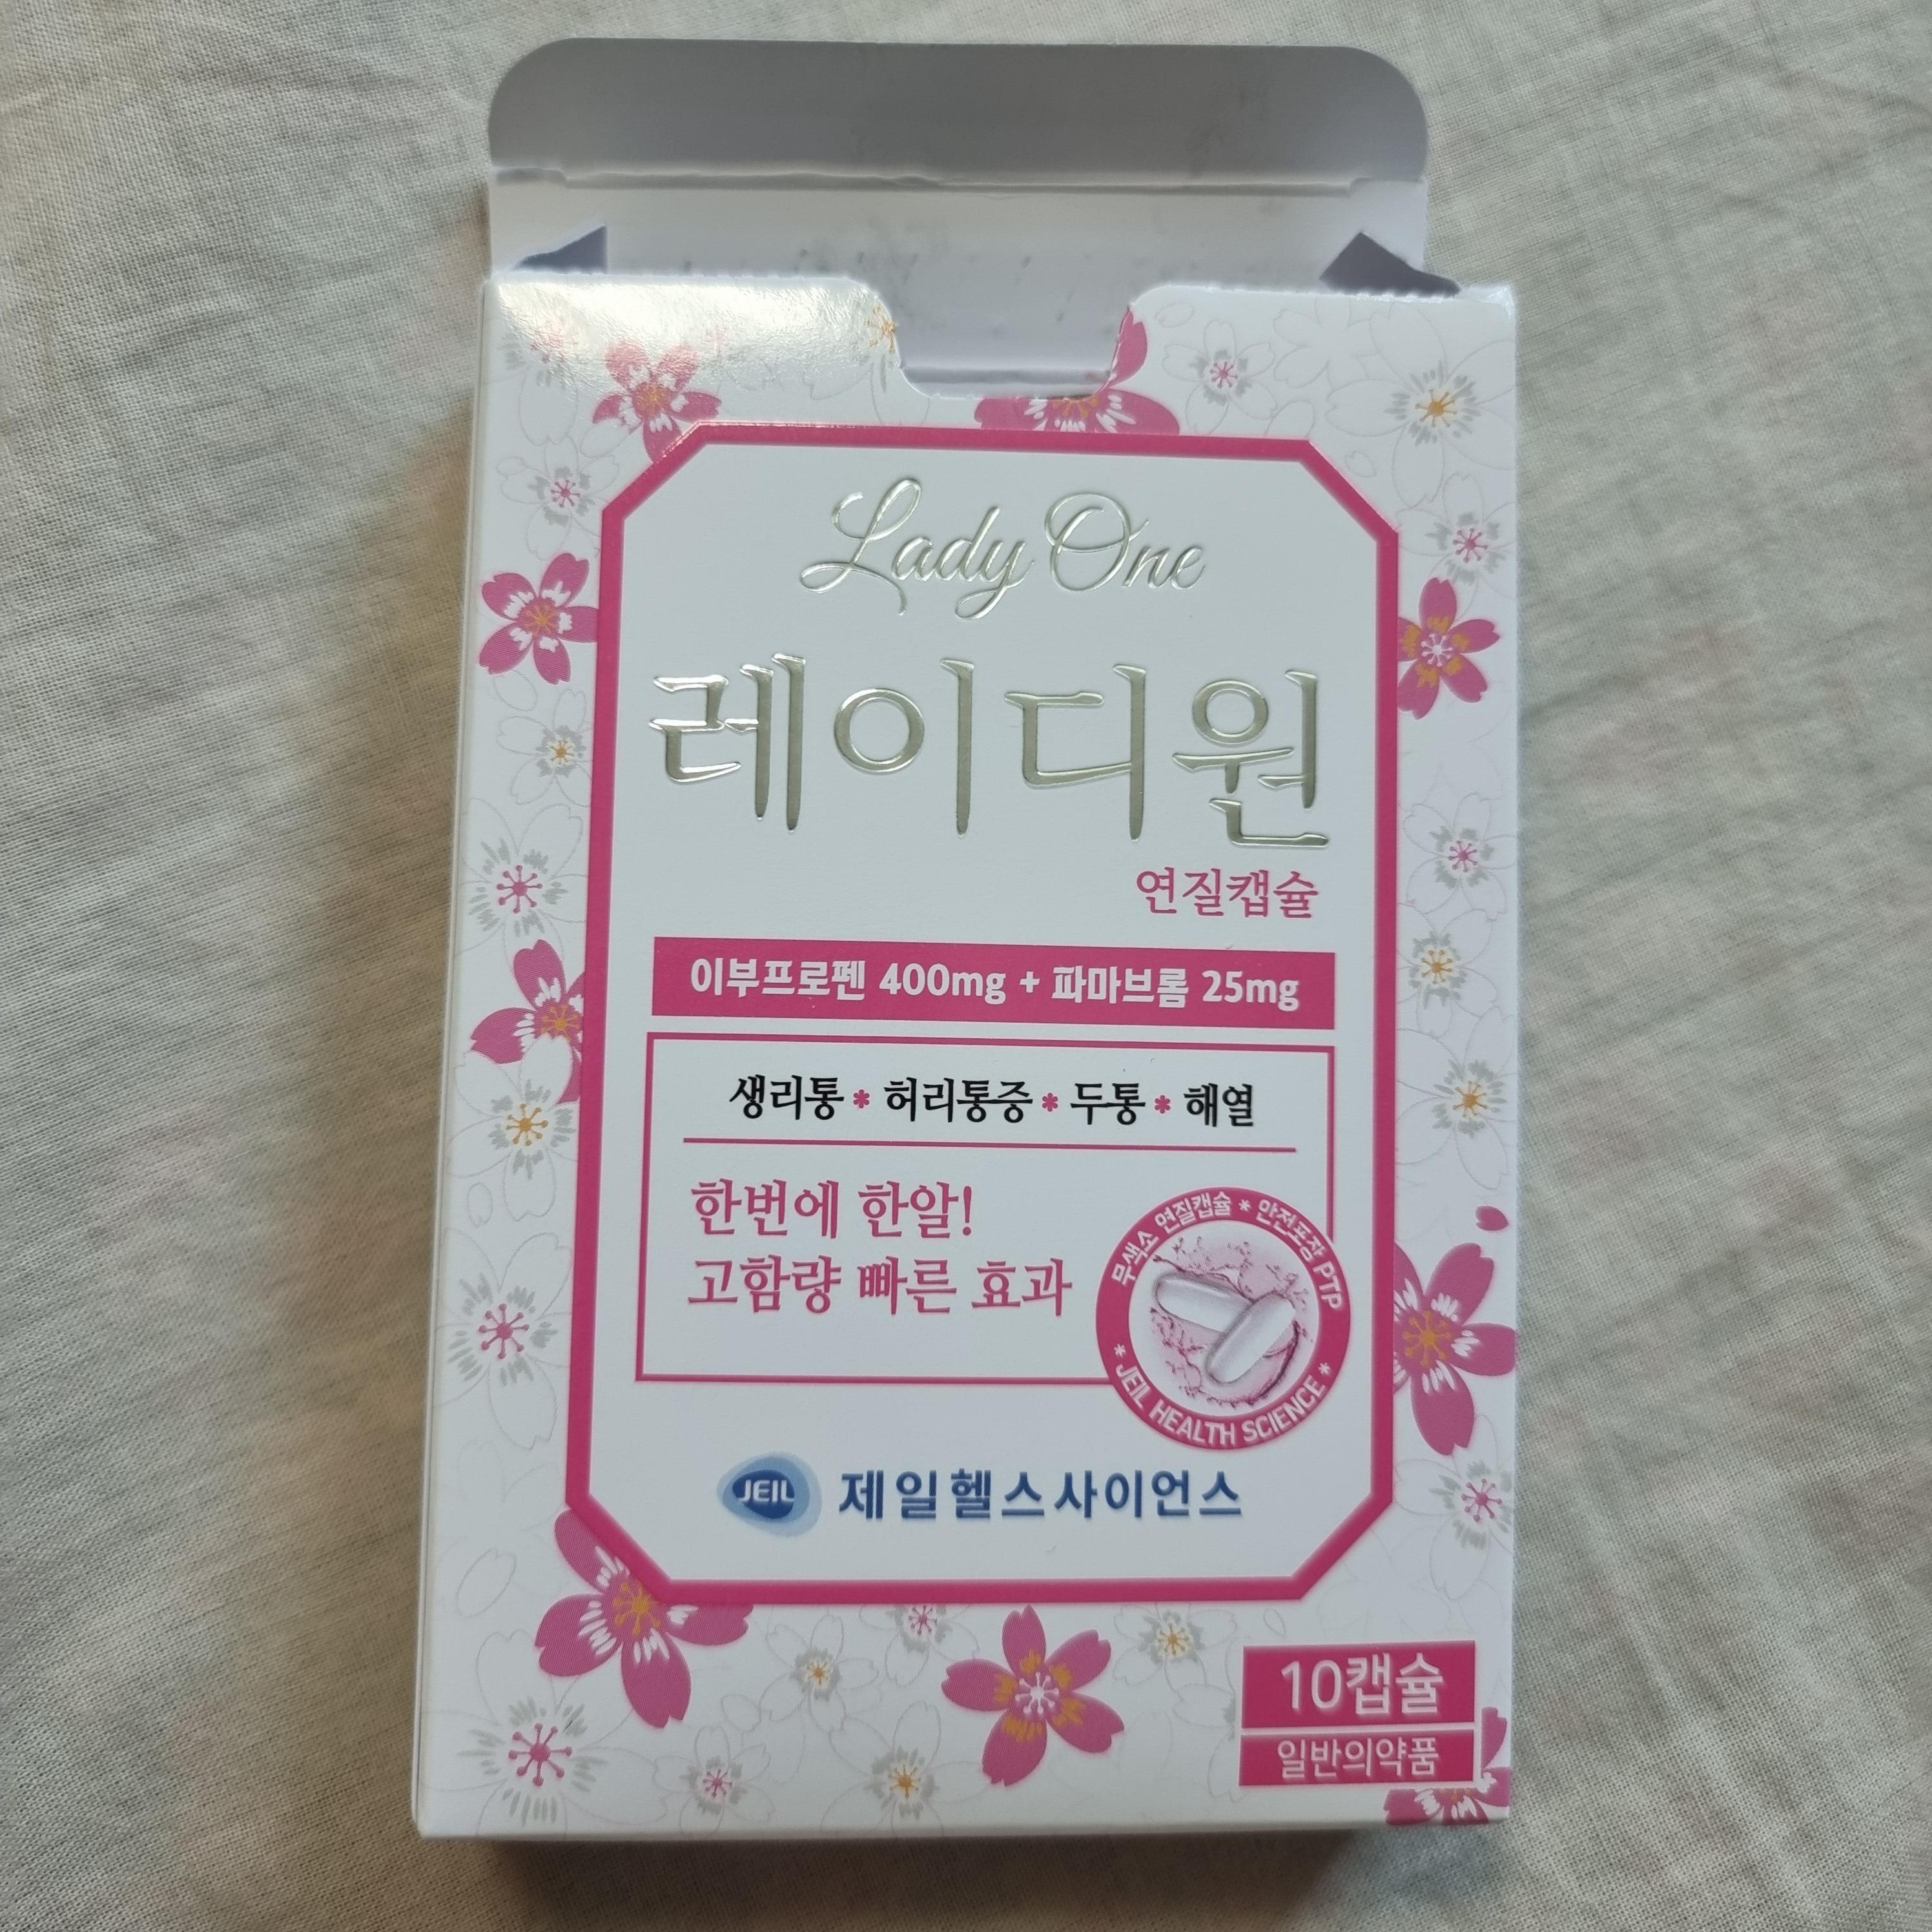 Lady One
레이디원
연질캡슐
이부프로펜 400mg + 파마브롬 25mg
생리통 * 허리통증 * 두통 * 해열
한번에 한알!
고함량 빠른 효과
무색소 연질캡슐 * 안전포장 PTP
* JEIL HEALTH SCIENCE *
JEIL 제일헬스사이언스
10캡슐
일반의약품